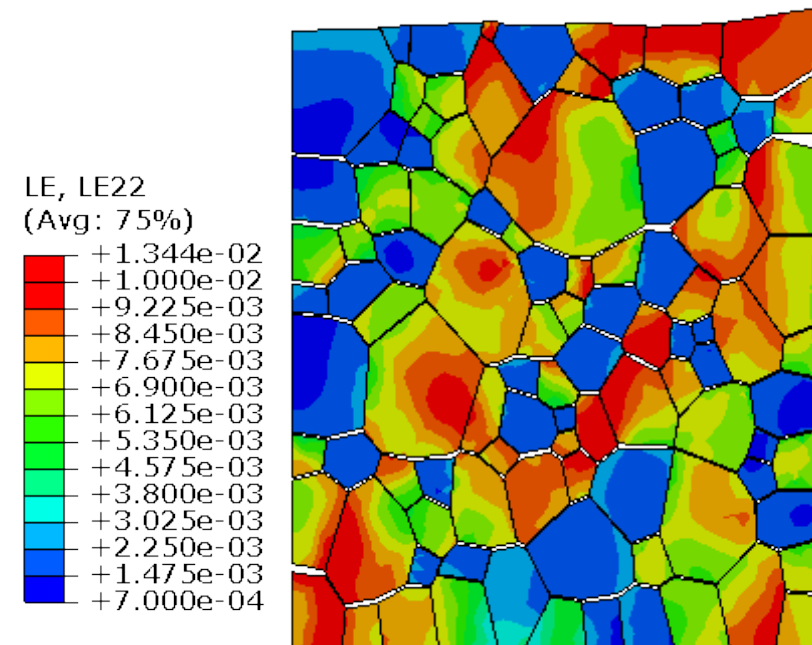 LE, LE22
(Avg: 75%)
+1.344e-02
+1.000e-02
+9.225e-03
+8.450e-03
+7.675e-03
+6.900e-03
+6.125e-03
+5.350e-03
+4.575e-03
+3.800e-03
+3.025e-03
+2.250e-03
+1.475e-03
+7.000e-04